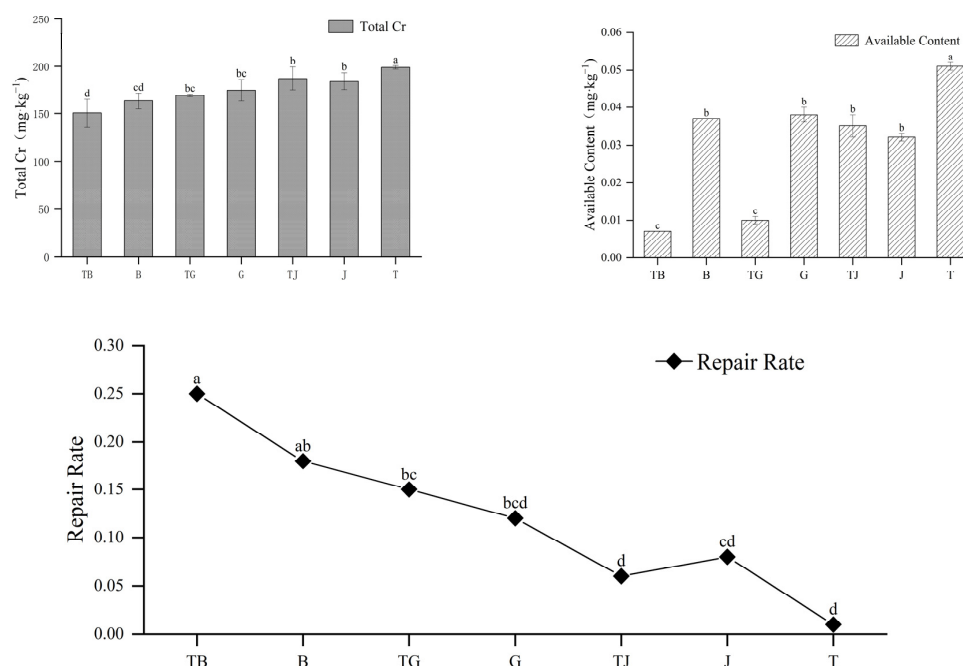 Total Cr (mg·kg⁻¹)
250
200
150
100
50
0
Total Cr
d
cd
bc
bc
b
b
a
TB B TG G TJ J T
Available Content (mg·kg⁻¹)
0.06
0.05
0.04
0.03
0.02
0.01
0.00
Available Content
c
b
c
b
b
b
a
TB B TG G TJ J T
Repair Rate
0.30
0.25
0.20
0.15
0.10
0.05
0.00
Repair Rate
a
ab
bc
bcd
d
cd
d
TB B TG G TJ J T